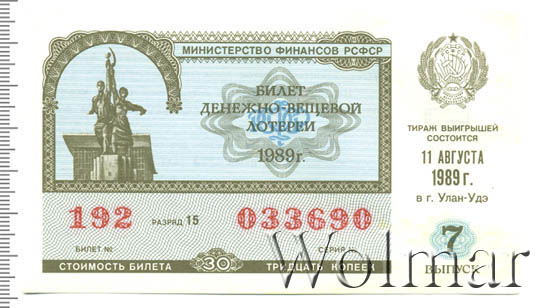 МИНИСТЕРСТВО ФИНАНСОВ РСФСР
БИЛЕТ
ДЕНЕЖНО-ВЕЩЕВОЙ
ЛОТЕРЕИ
1989г.
192 РАЗРЯД 15 033690
БИЛЕТ № СЕРИЯ
СТОИМОСТЬ БИЛЕТА 30 ТРИДЦАТЬ КОПЕЕК
ТИРАЖ ВЫИГРЫШЕЙ
СОСТОИТСЯ
11 АВГУСТА
1989 г.
в г. Улан-Удэ
7
ВЫПУСК
Wolmar